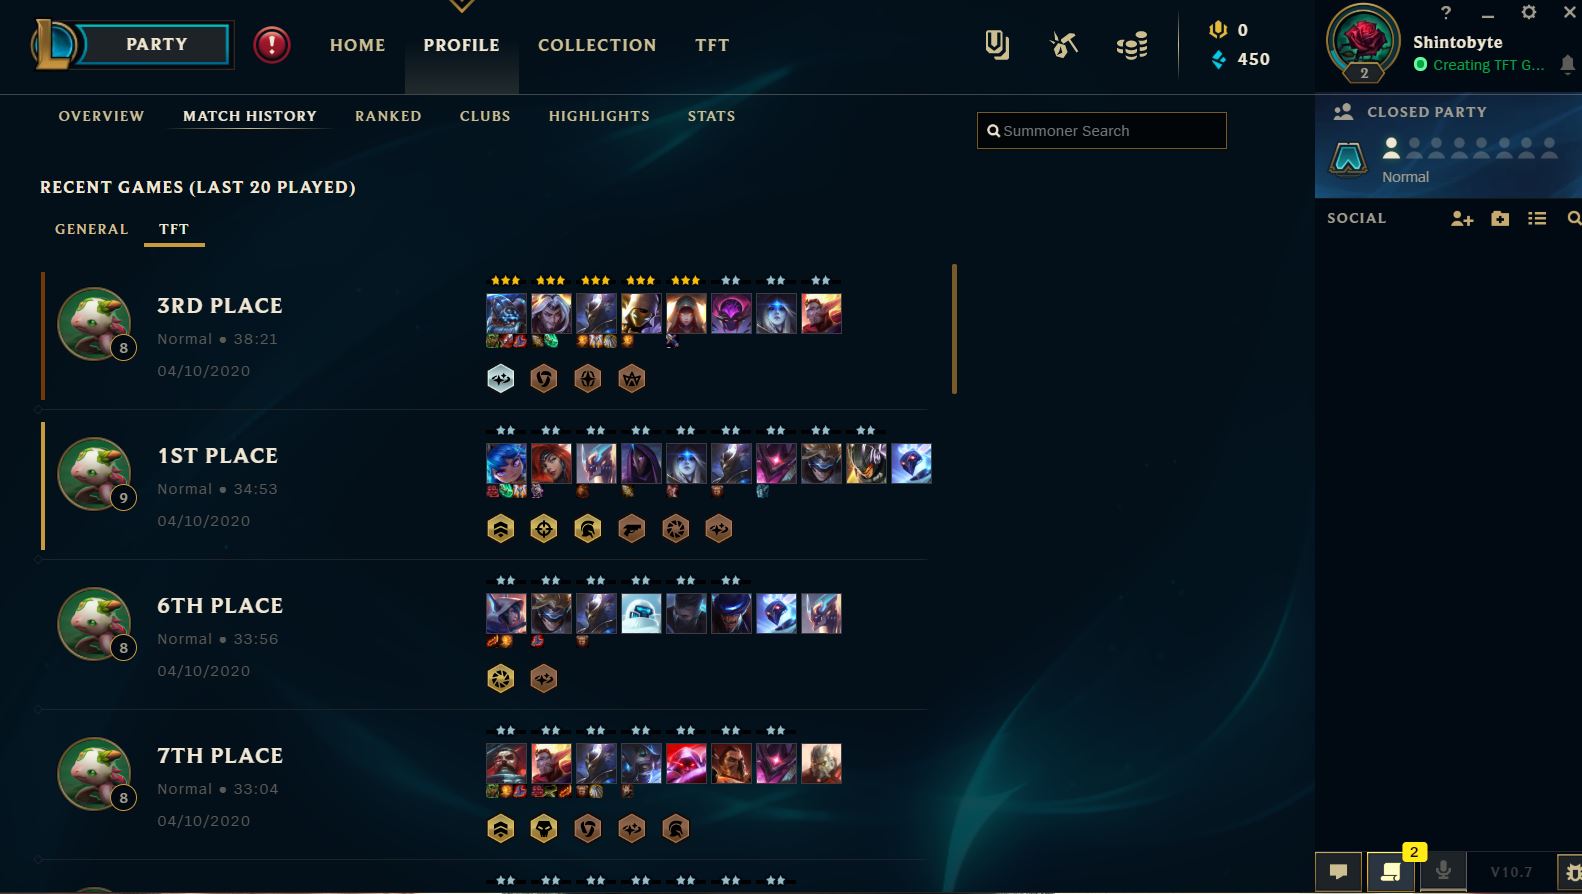 PARTY
HOME
PROFILE
COLLECTION
TFT
0
450
2
Shintobyte
Creating TFT G...
OVERVIEW
MATCH HISTORY
RANKED
CLUBS
HIGHLIGHTS
STATS
Summoner Search
CLOSED PARTY
Normal
SOCIAL
RECENT GAMES (LAST 20 PLAYED)
GENERAL
TFT
3RD PLACE
Normal ● 38:21
8
04/10/2020
1ST PLACE
Normal ● 34:53
9
04/10/2020
6TH PLACE
Normal ● 33:56
8
04/10/2020
7TH PLACE
Normal ● 33:04
8
04/10/2020
2
V10.7